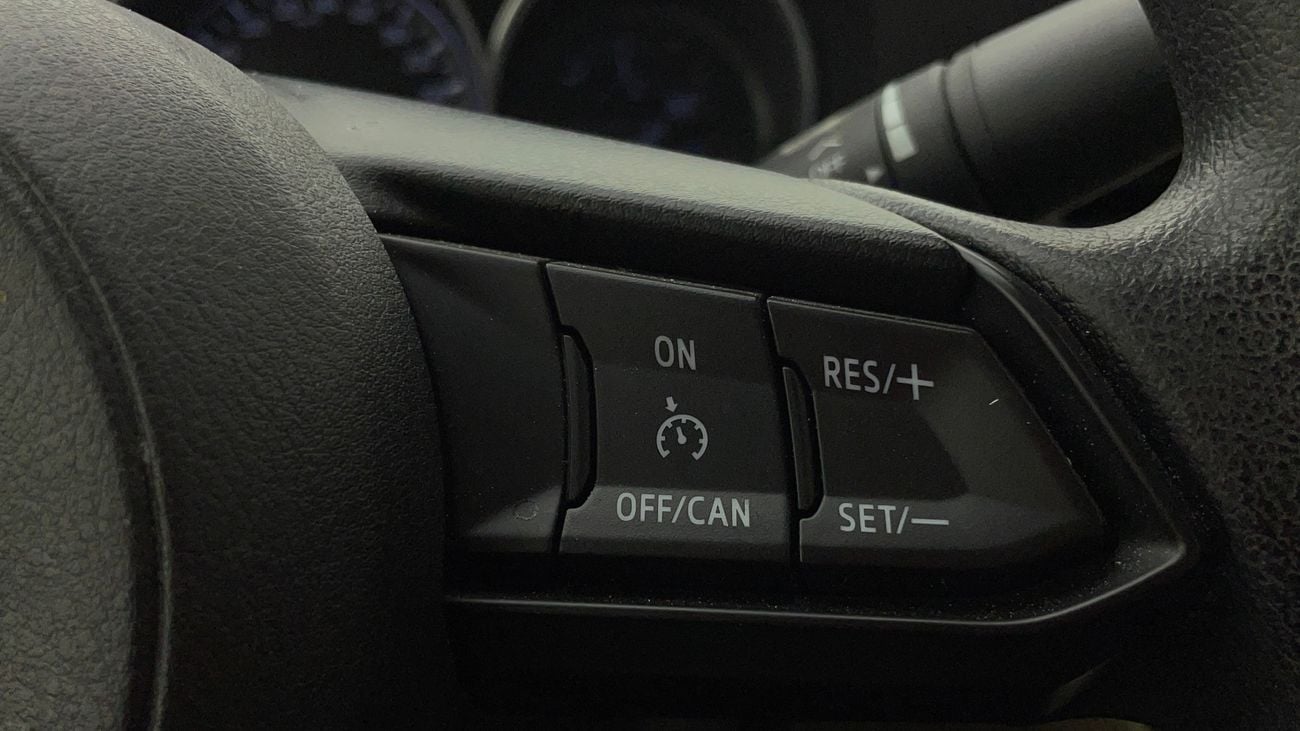 ON
RES/+
OFF/CAN
SET/—